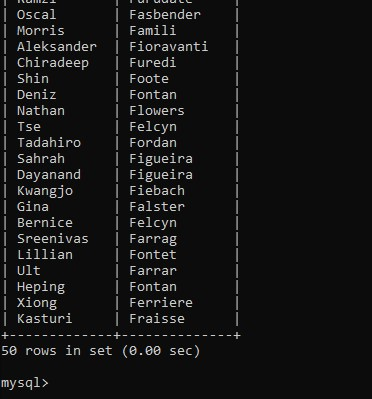 | Oscal       | Fasbender    |
| Morris      | Famili       |
| Aleksander  | Fioravanti   |
| Chiradeep   | Furedi       |
| Shin        | Foote        |
| Deniz       | Fontan       |
| Nathan      | Flowers      |
| Tse         | Felcyn       |
| Tadahiro    | Fordan       |
| Sahrah      | Figueira     |
| Dayanand    | Figueira     |
| Kwangjo     | Fiebach      |
| Gina        | Falster      |
| Bernice     | Felcyn       |
| Sreenivas   | Farrag       |
| Lillian     | Fontet       |
| Ult         | Farrar       |
| Heping      | Fontan       |
| Xiong       | Ferriere     |
| Kasturi     | Fraisse      |
+-------------+--------------+
50 rows in set (0.00 sec)
mysql>